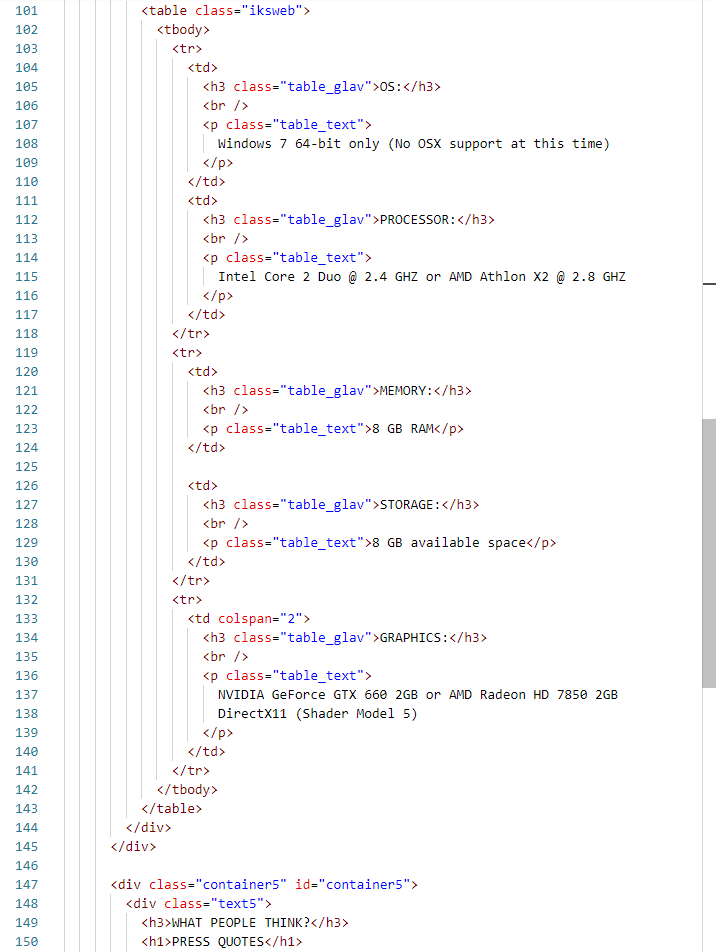 101 <table class="iksweb">
102 <tbody>
103 <tr>
104 <td>
105 <h3 class="table_glav">OS:</h3>
106 <br />
107 <p class="table_text">
108 Windows 7 64-bit only (No OSX support at this time)
109 </p>
110 </td>
111 <td>
112 <h3 class="table_glav">PROCESSOR:</h3>
113 <br />
114 <p class="table_text">
115 Intel Core 2 Duo @ 2.4 GHZ or AMD Athlon X2 @ 2.8 GHZ
116 </p>
117 </td>
118 </tr>
119 <tr>
120 <td>
121 <h3 class="table_glav">MEMORY:</h3>
122 <br />
123 <p class="table_text">8 GB RAM</p>
124 </td>
125
126 <td>
127 <h3 class="table_glav">STORAGE:</h3>
128 <br />
129 <p class="table_text">8 GB available space</p>
130 </td>
131 </tr>
132 <tr>
133 <td colspan="2">
134 <h3 class="table_glav">GRAPHICS:</h3>
135 <br />
136 <p class="table_text">
137 NVIDIA GeForce GTX 660 2GB or AMD Radeon HD 7850 2GB
138 DirectX11 (Shader Model 5)
139 </p>
140 </td>
141 </tr>
142 </tbody>
143 </table>
144 </div>
145 </div>
146
147 <div class="container5" id="container5">
148 <div class="text5">
149 <h3>WHAT PEOPLE THINK?</h3>
150 <h1>PRESS QUOTES</h1>